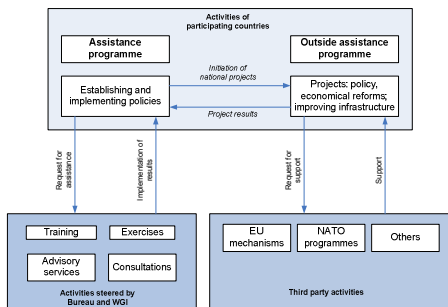 Activities of
participating countries
Assistance
programme
Outside assistance
programme
Initiation of
national projects
Establishing and
implementing policies
Projects: policy,
economical reforms;
improving infrastructure
Project results
Request for
assistance
Implementation of
results
Request for
support
Support
Training
Exercises
Advisory
services
Consultations
Activities steered by
Bureau and WGI
EU
mechanisms
NATO
programmes
Others
Third party activities